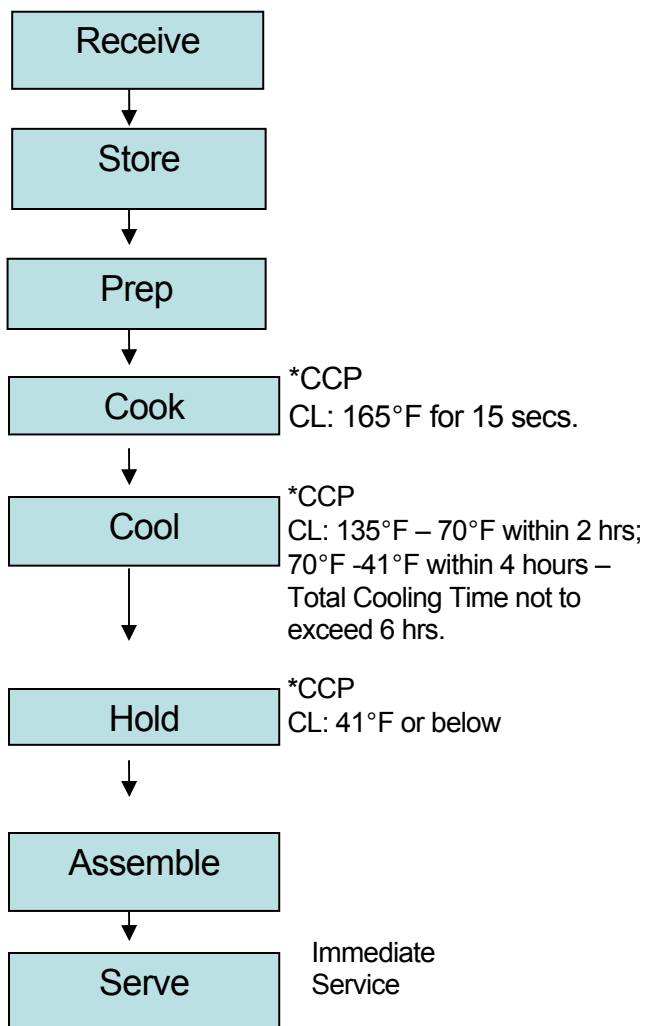 Receive
Store
Prep
Cook
*CCP
CL: 165°F for 15 secs.
Cool
*CCP
CL: 135°F – 70°F within 2 hrs;
70°F -41°F within 4 hours –
Total Cooling Time not to
exceed 6 hrs.
Hold
*CCP
CL: 41°F or below
Assemble
Serve
Immediate
Service